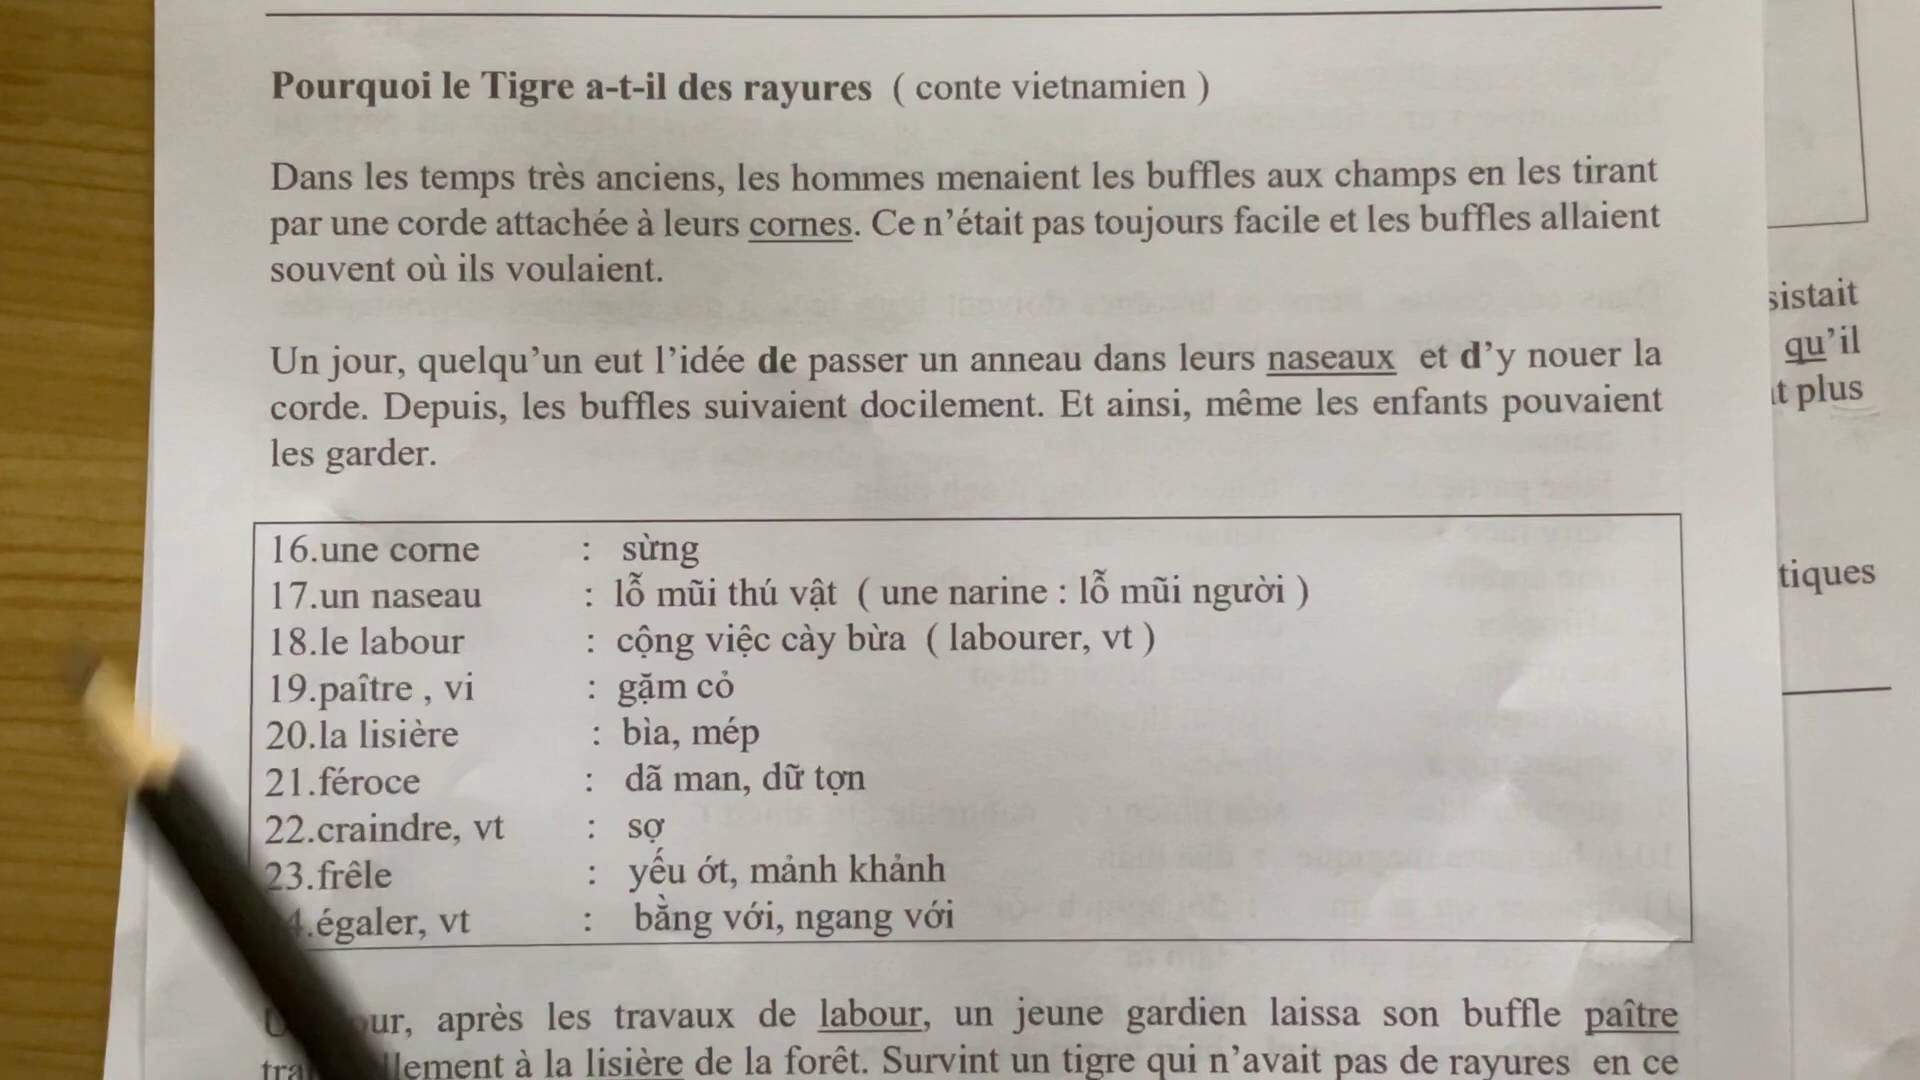 Pourquoi le Tigre a-t-il des rayures ( conte vietnamien )
Dans les temps très anciens, les hommes menaient les buffles aux champs en les tirant
par une corde attachée à leurs cornes. Ce n’était pas toujours facile et les buffles allaient
souvent où ils voulaient.
Un jour, quelqu’un eut l’idée de passer un anneau dans leurs naseaux et d’y nouer la
corde. Depuis, les buffles suivaient docilement. Et ainsi, même les enfants pouvaient
les garder.
16.une corne : sừng
17.un naseau : lỗ mũi thú vật ( une narine : lỗ mũi người )
18.le labour : cộng việc cày bừa ( labourer, vt )
19.paître , vi : gặm cỏ
20.la lisière : bìa, mép
21.féroce : dã man, dữ tợn
22.craindre, vt : sợ
23.frêle : yếu ớt, mảnh khảnh
4.égaler, vt : bằng với, ngang với
après les travaux de labour, un jeune gardien laissa son buffle paître
à la lisière de la forêt. Survint un tigre qui n’avait pas de rayures en ce
sistait
qu’il
plus
tiques